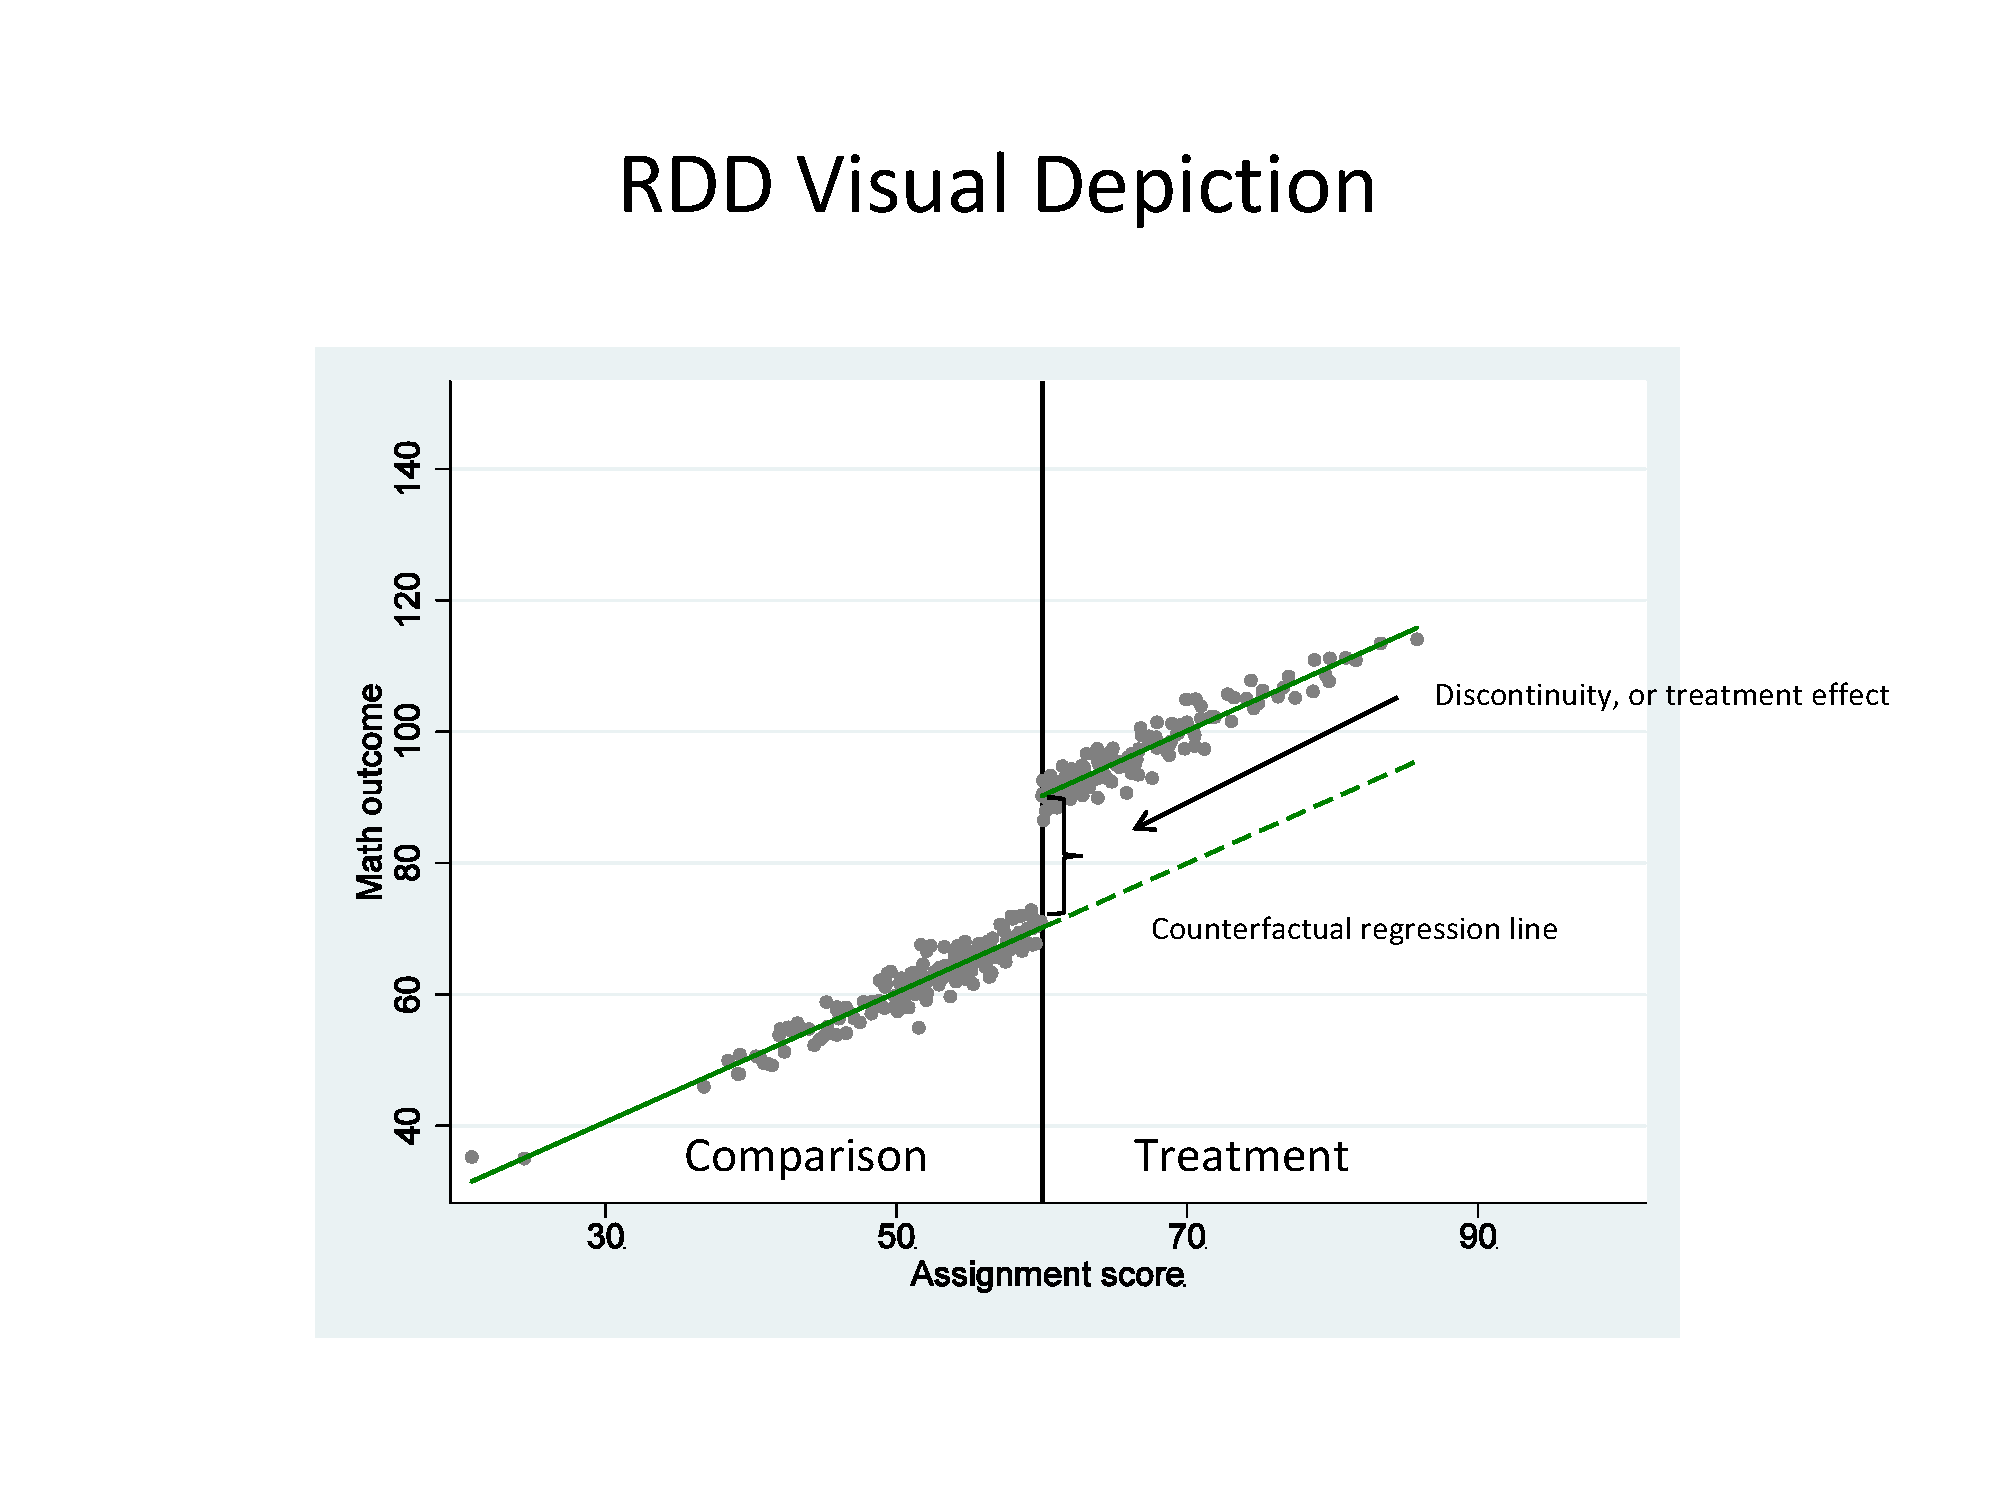 RDD Visual Depiction
140
120
100
80
60
40
Math outcome
Discontinuity, or treatment effect
Counterfactual regression line
Comparison
Treatment
30.
50.
70.
90.
Assignment score.